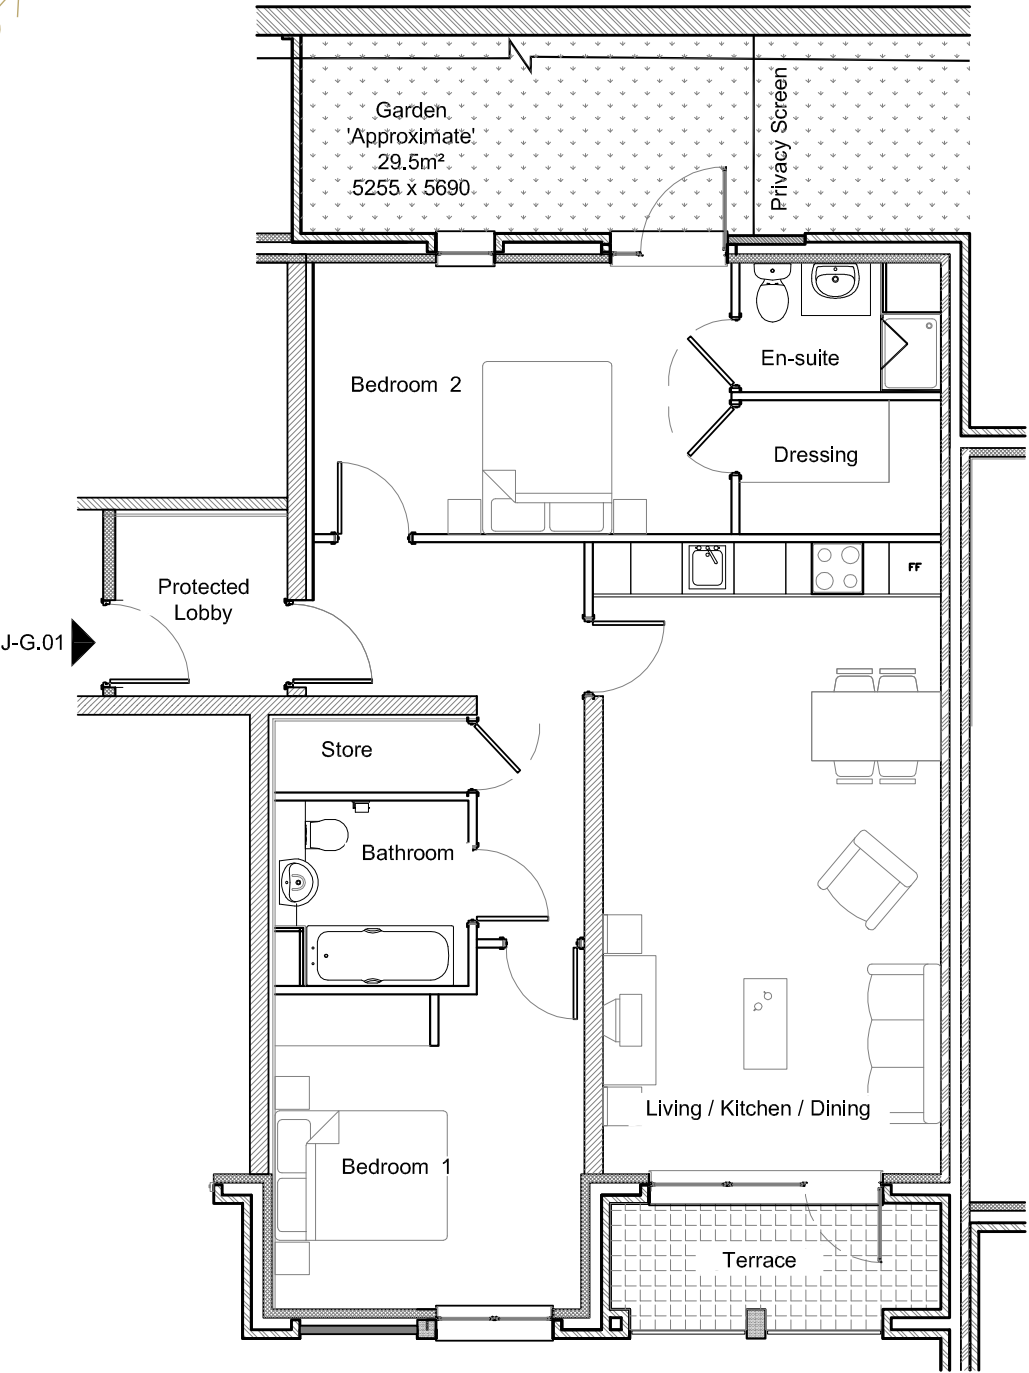 Garden
'Approximate'
29.5m²
5255 x 5690
Privacy Screen
En-suite
Bedroom 2
Dressing
FF
Protected
Lobby
J-G.01
Store
Bathroom
Living / Kitchen / Dining
Bedroom 1
Terrace